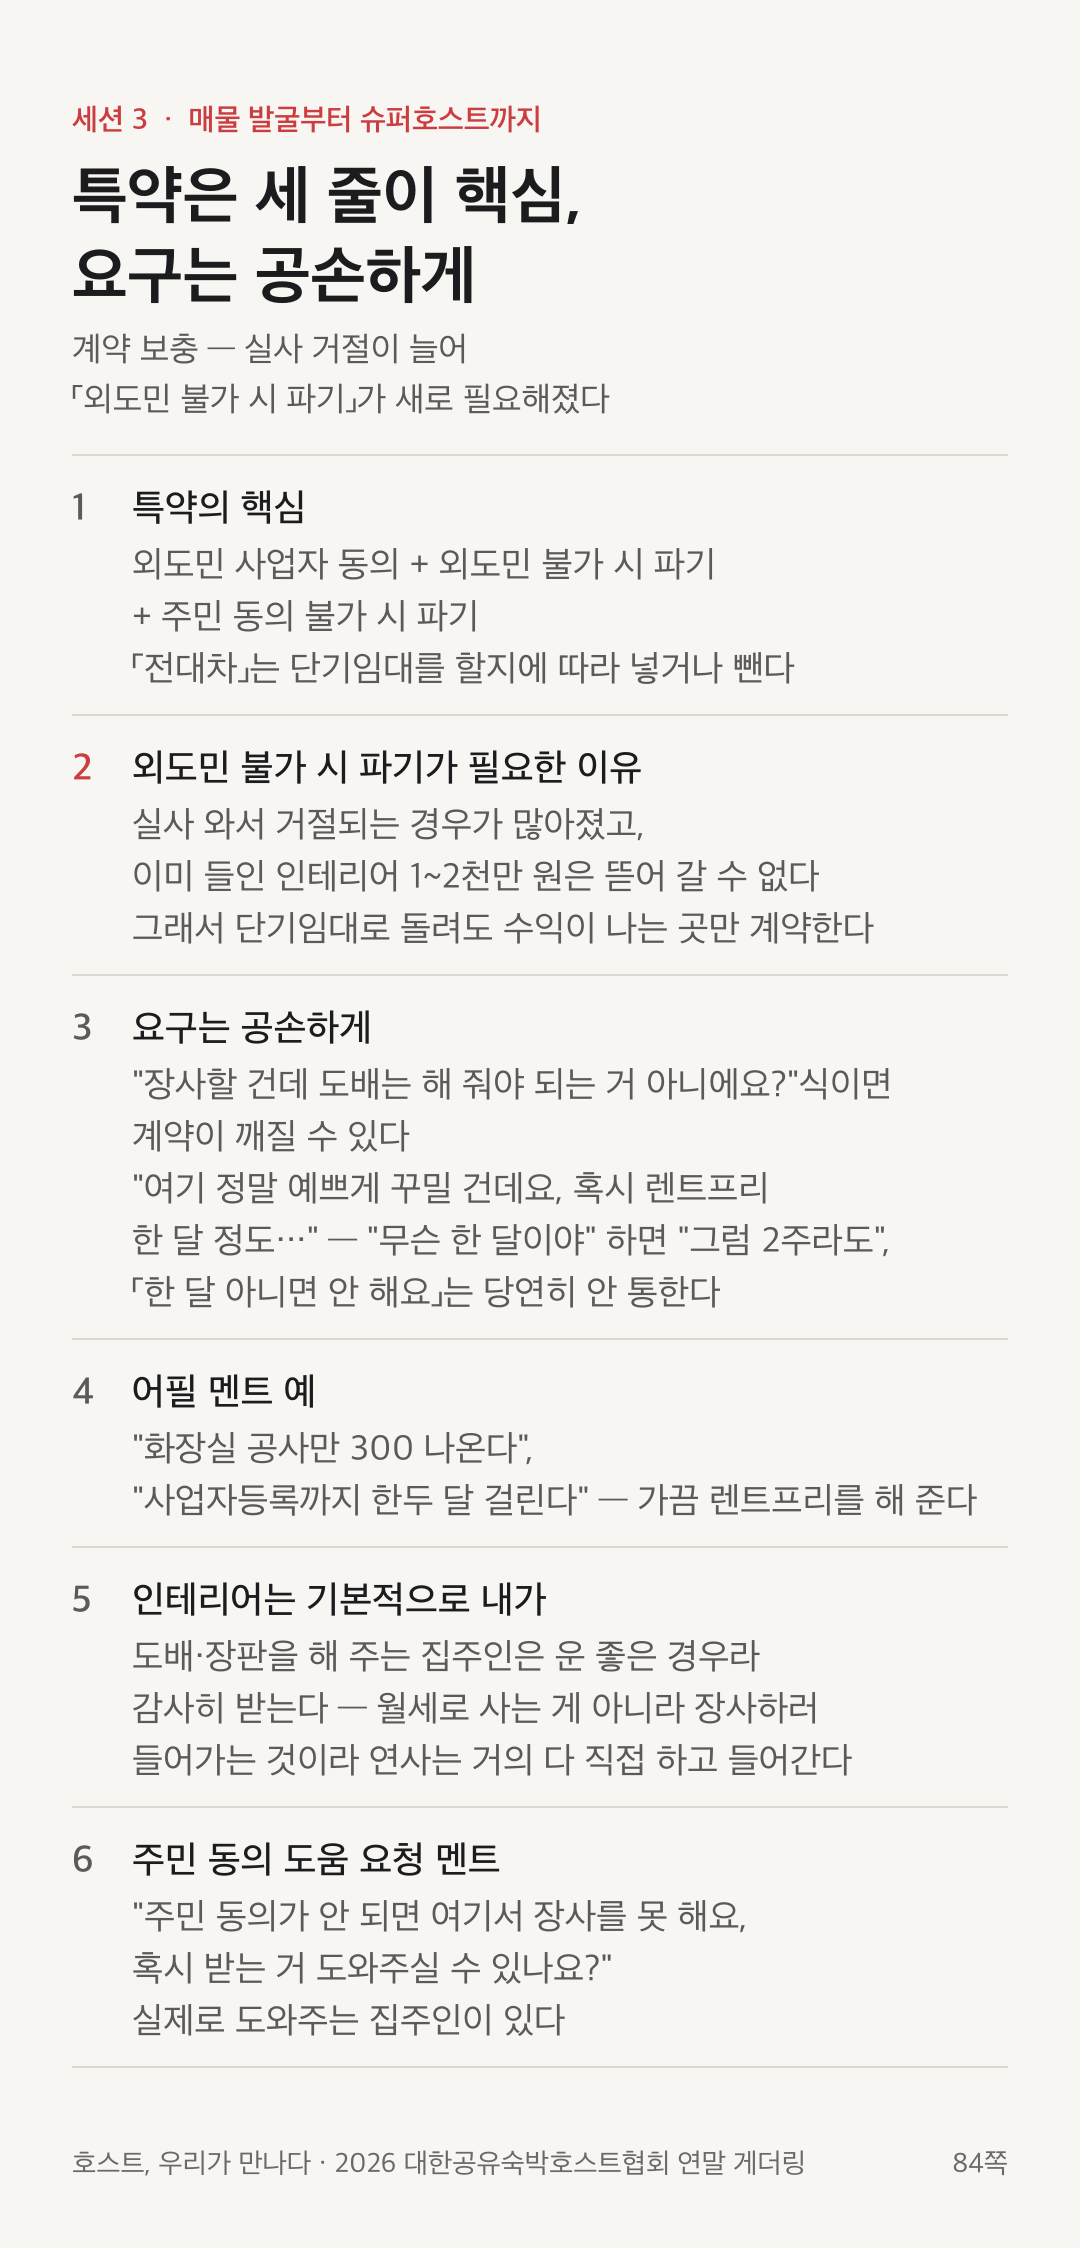 세션 3 · 매물 발굴부터 슈퍼호스트까지
특약은 세 줄이 핵심,
요구는 공손하게
계약 보충 — 실사 거절이 늘어
「외도민 불가 시 파기」가 새로 필요해졌다
1 특약의 핵심
외도민 사업자 동의 + 외도민 불가 시 파기
+ 주민 동의 불가 시 파기
「전대차」는 단기임대를 할지에 따라 넣거나 뺀다
2 외도민 불가 시 파기가 필요한 이유
실사 와서 거절되는 경우가 많아졌고,
이미 들인 인테리어 1~2천만 원은 뜯어 갈 수 없다
그래서 단기임대로 돌려도 수익이 나는 곳만 계약한다
3 요구는 공손하게
"장사할 건데 도배는 해 줘야 되는 거 아니에요?"식이면
계약이 깨질 수 있다
"여기 정말 예쁘게 꾸밀 건데요, 혹시 렌트프리
한 달 정도…" — "무슨 한 달이야" 하면 "그럼 2주라도",
「한 달 아니면 안 해요」는 당연히 안 통한다
4 어필 멘트 예
"화장실 공사만 300 나온다",
"사업자등록까지 한두 달 걸린다" — 가끔 렌트프리를 해 준다
5 인테리어는 기본적으로 내가
도배·장판을 해 주는 집주인은 운 좋은 경우라
감사히 받는다 — 월세로 사는 게 아니라 장사하러
들어가는 것이라 연사는 거의 다 직접 하고 들어간다
6 주민 동의 도움 요청 멘트
"주민 동의가 안 되면 여기서 장사를 못 해요,
혹시 받는 거 도와주실 수 있나요?"
실제로 도와주는 집주인이 있다
호스트, 우리가 만나다 · 2026 대한공유숙박호스트협회 연말 게더링 84쪽